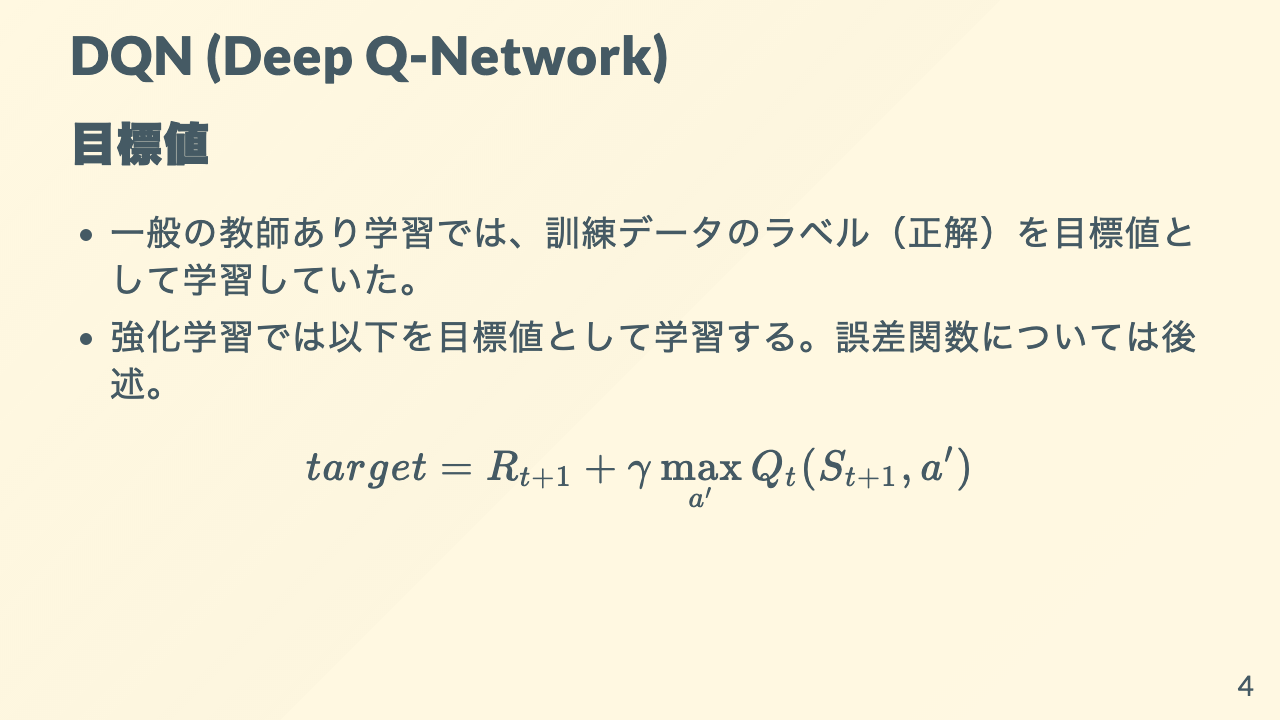 DQN (Deep Q-Network)
目標値
• 一般の教師あり学習では、訓練データのラベル（正解）を目標値と
して学習していた。
• 強化学習では以下を目標値として学習する。誤差関数については後
述。
$target = R_{t+1} + \gamma \max_{a'} Q_t(S_{t+1}, a')$
4